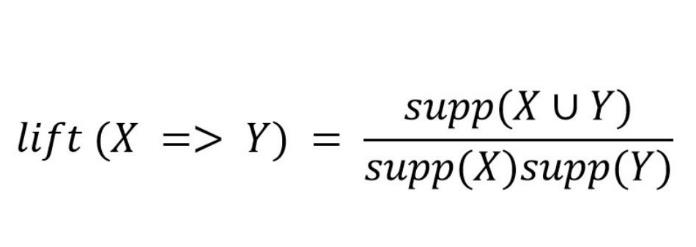 lift (X => Y) = supp(X ∪ Y) / supp(X)supp(Y)